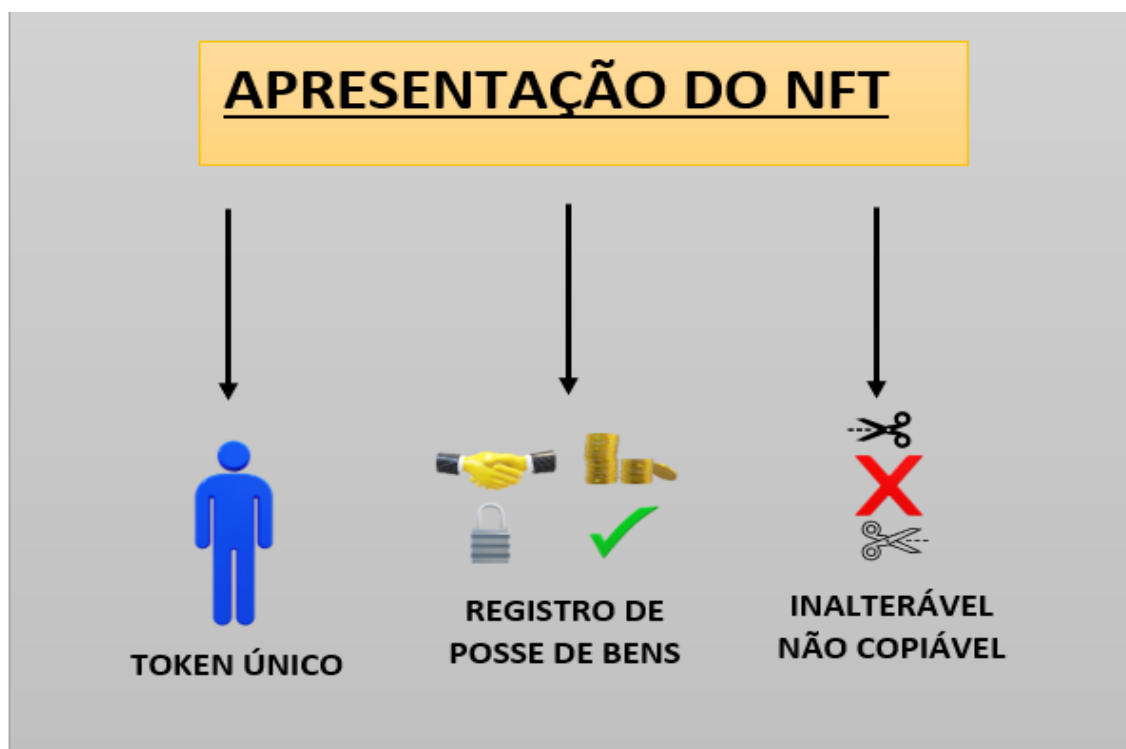 APRESENTAÇÃO DO NFT
TOKEN ÚNICO
REGISTRO DE
POSSE DE BENS
INALTERÁVEL
NÃO COPIÁVEL